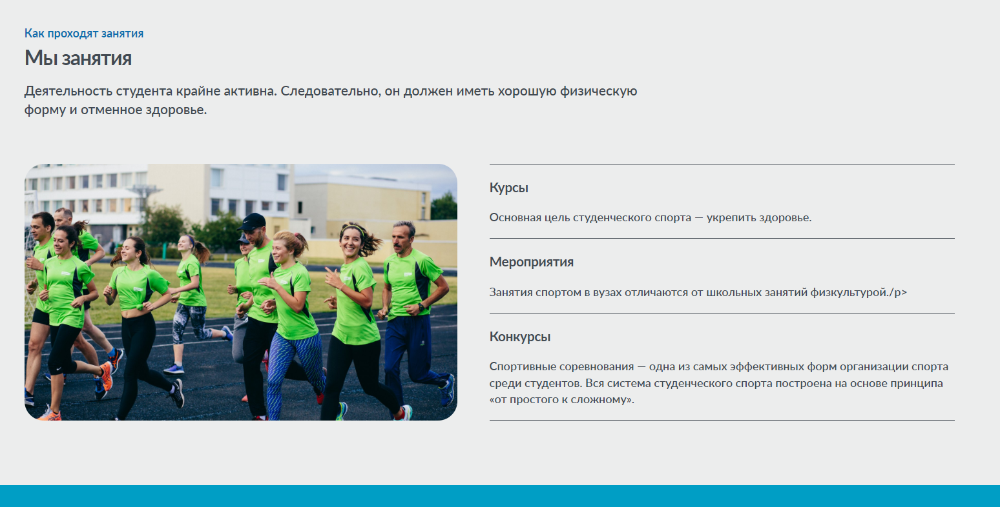 Как проходят занятия
Мы занятия
Деятельность студента крайне активна. Следовательно, он должен иметь хорошую физическую
форму и отменное здоровье.
Курсы
Основная цель студенческого спорта — укрепить здоровье.
Мероприятия
Занятия спортом в вузах отличаются от школьных занятий физкультурой./p>
Конкурсы
Спортивные соревнования — одна из самых эффективных форм организации спорта
среди студентов. Вся система студенческого спорта построена на основе принципа
«от простого к сложному».